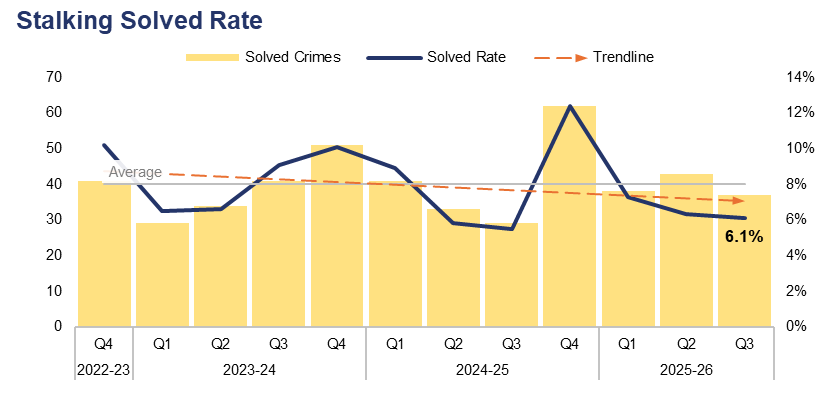 Stalking Solved Rate
Solved Crimes Solved Rate Trendline
70 14%
60 12%
50 10%
Average
40 8%
30 6%
6.1%
20 4%
10 2%
0 0%
Q4 Q1 Q2 Q3 Q4 Q1 Q2 Q3 Q4 Q1 Q2 Q3
2022-23 2023-24 2024-25 2025-26